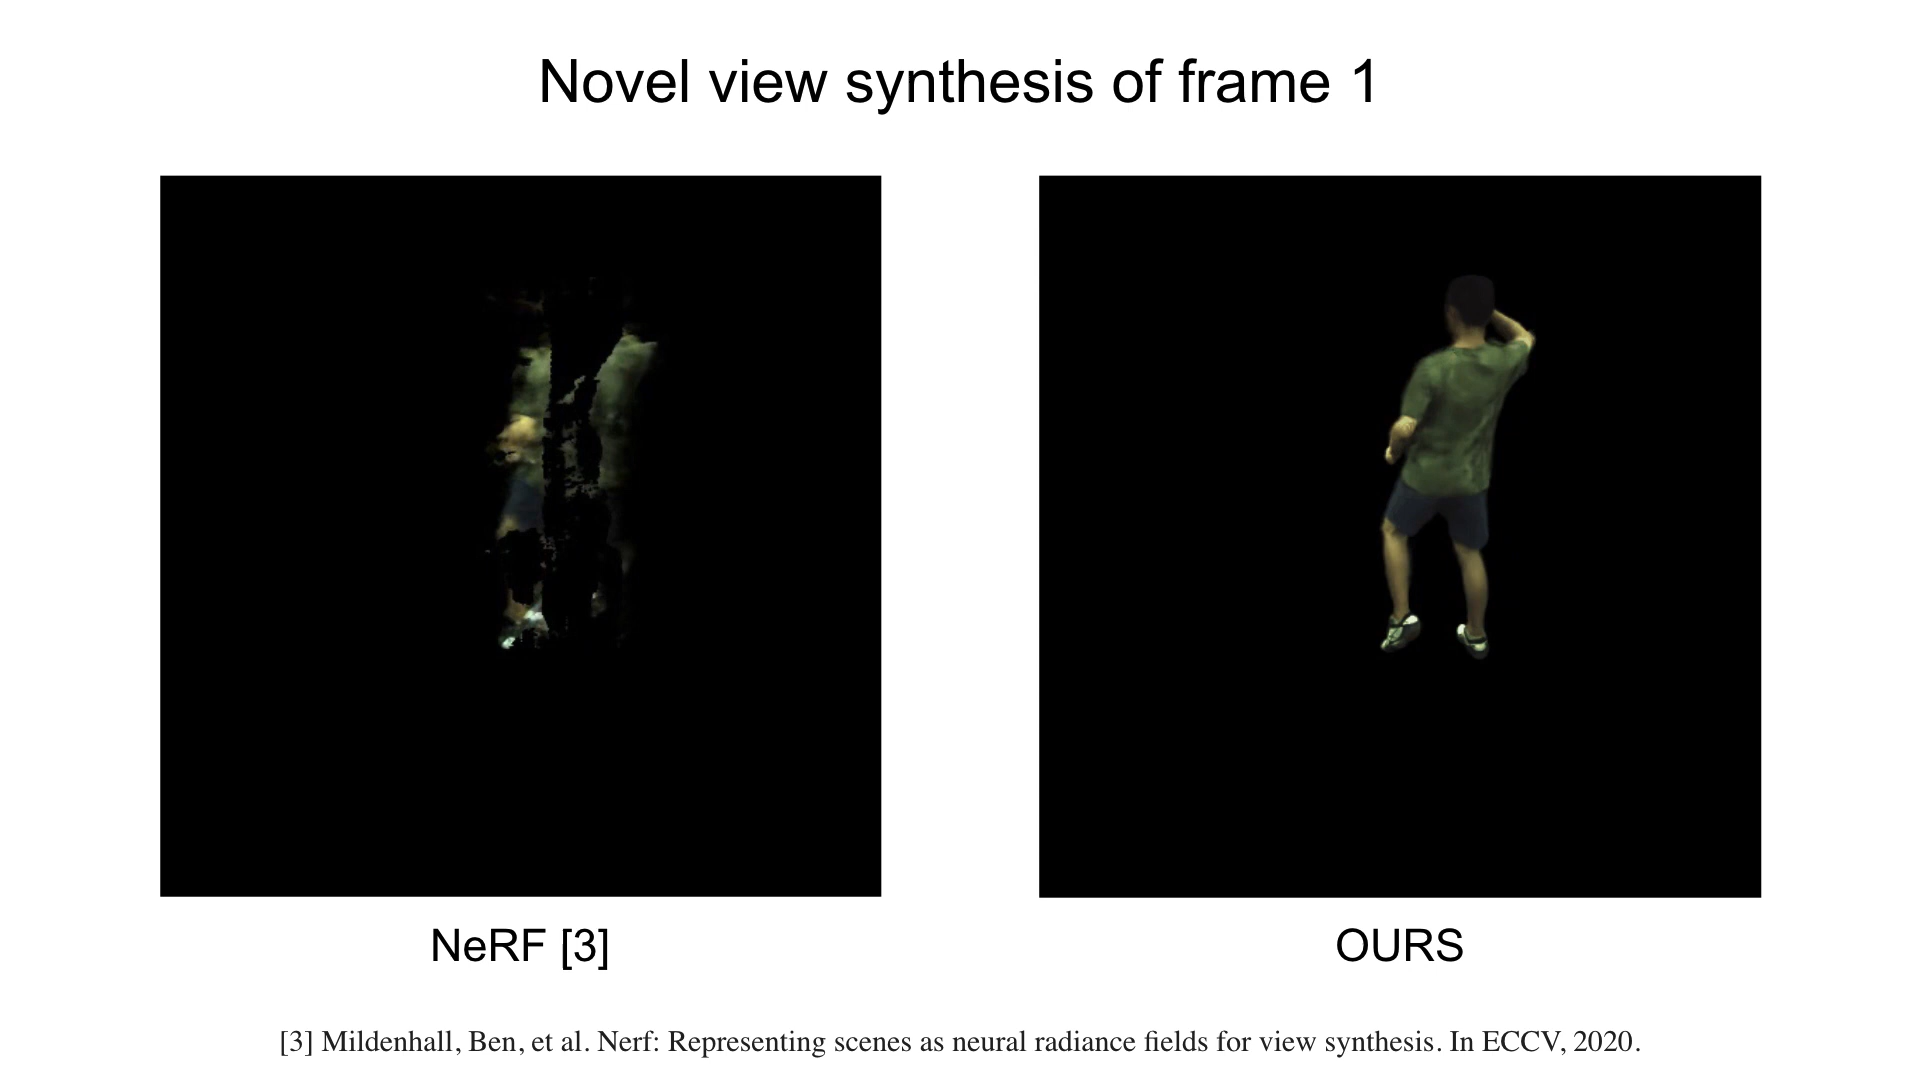 Novel view synthesis of frame 1
NeRF [3]
OURS
[3] Mildenhall, Ben, et al. Nerf: Representing scenes as neural radiance fields for view synthesis. In ECCV, 2020.